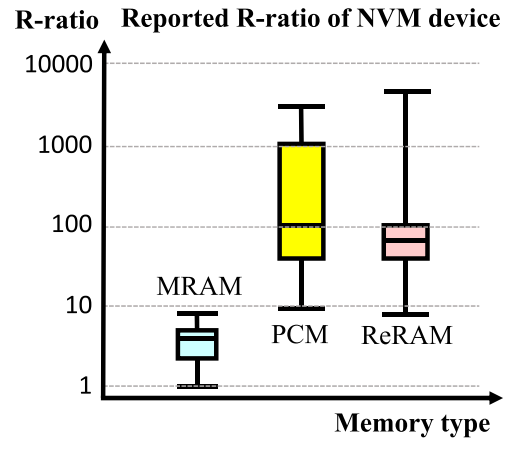 R-ratio Reported R-ratio of NVM device
10000
1000
100
MRAM
10
PCM ReRAM
1
Memory type